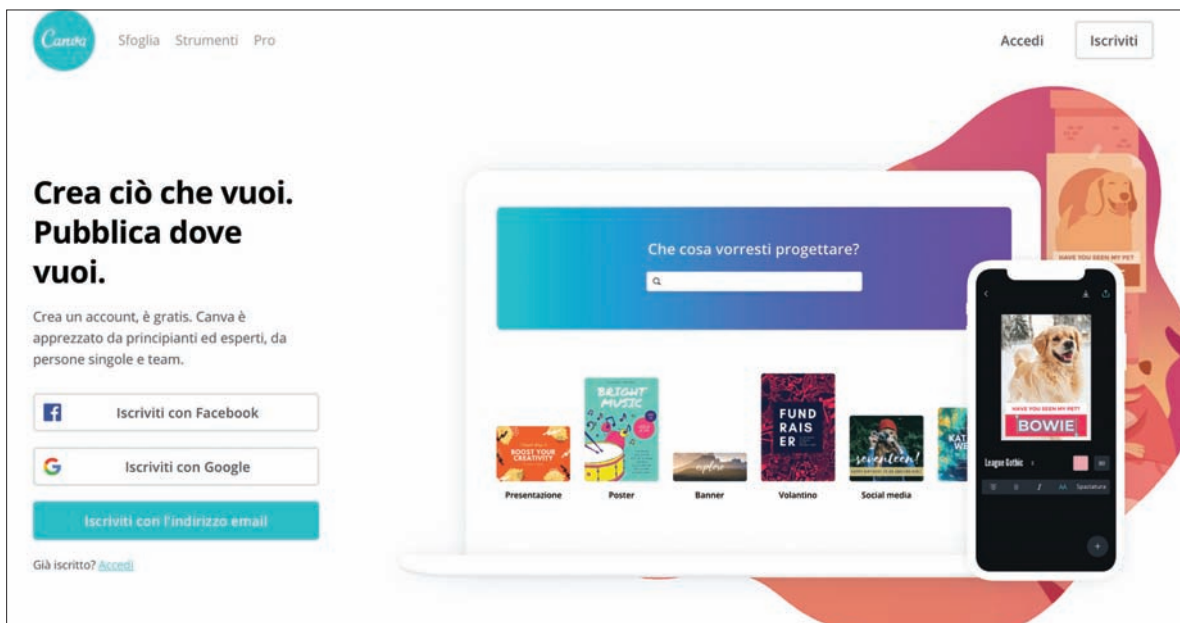 Canva
Sfoglia Strumenti Pro
Accedi
Iscriviti
Crea ciò che vuoi.
Pubblica dove
vuoi.
Crea un account, è gratis. Canva è
apprezzato da principianti ed esperti, da
persone singole e team.
Iscriviti con Facebook
Iscriviti con Google
Iscriviti con l'indirizzo email
Già iscritto? Accedi
Che cosa vorresti progettare?
BOOST YOUR
CREATIVITY
Presentazione
BRIGHT
MUSIC
Poster
explore
Banner
FUND
RAIS
ER
Volantino
seventeen!
Social media
HAVE YOU SEEN MY PET
HAVE YOU SEEN MY PET?
BOWIE
League Gothic
AA Spaziatura